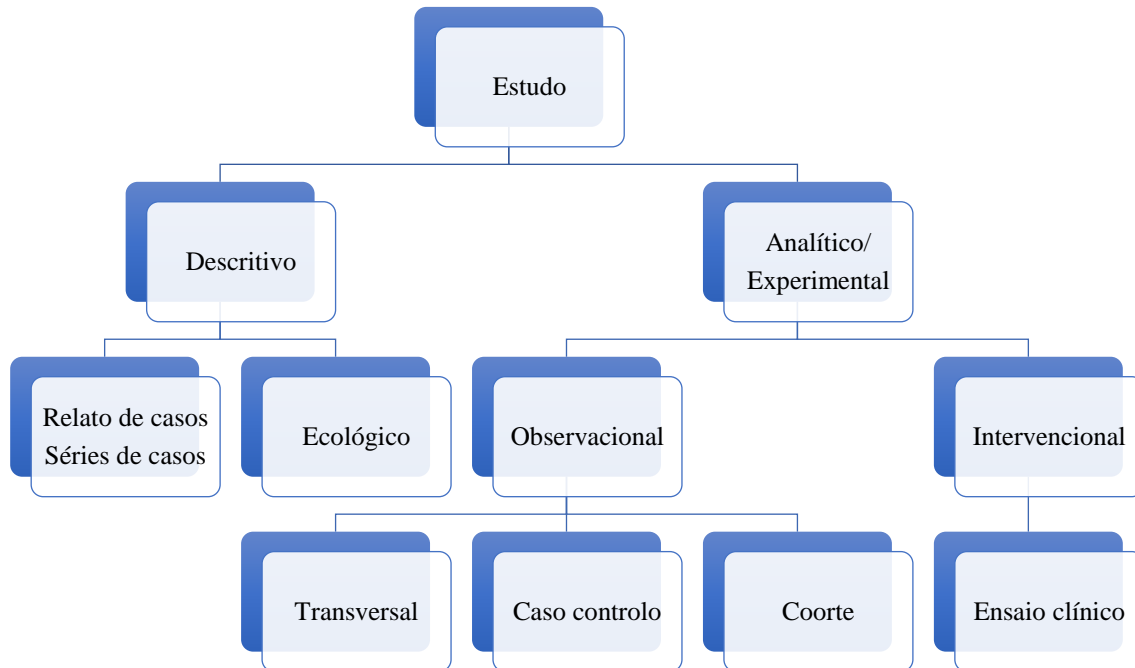 Estudo
Descritivo
Analítico/
Experimental
Relato de casos
Séries de casos
Ecológico
Observacional
Intervencional
Transversal
Caso controlo
Coorte
Ensaio clínico